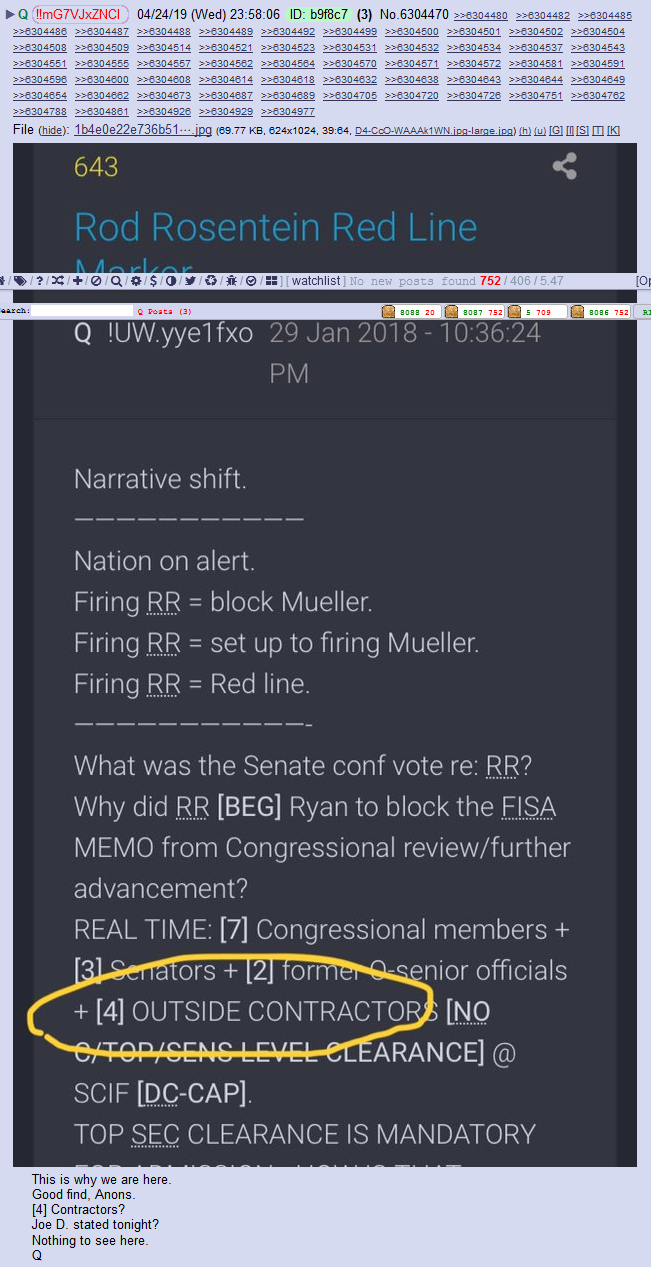 ▶ Q !!mG7VJxZNCI 04/24/19 (Wed) 23:58:06 ID: b9f8c7 (3) No.6304470 >>6304480 >>6304482 >>6304485
>>6304486 >>6304487 >>6304488 >>6304489 >>6304492 >>6304499 >>6304500 >>6304501 >>6304502 >>6304504
>>6304508 >>6304509 >>6304514 >>6304521 >>6304523 >>6304531 >>6304532 >>6304534 >>6304537 >>6304543
>>6304551 >>6304555 >>6304557 >>6304562 >>6304564 >>6304570 >>6304571 >>6304572 >>6304581 >>6304591
>>6304596 >>6304600 >>6304608 >>6304614 >>6304618 >>6304632 >>6304638 >>6304643 >>6304644 >>6304649
>>6304654 >>6304662 >>6304673 >>6304687 >>6304689 >>6304705 >>6304720 >>6304726 >>6304751 >>6304762
>>6304788 >>6304861 >>6304926 >>6304929 >>6304977
File (hide): 1b4e0e22e736b51⋯.jpg (69.77 KB, 624x1024, 39:64, D4-CcO-WAAAk1WN.jpg-large.jpg) (h) (u) [G] [I] [S] [T] [K]
643
Rod Rosentein Red Line
Marker
/ ? / $ / ] [ watchlist ] No new posts found 752 / 406 / 5.47 [Op
earch: Q Posts (3) 8088 20 8087 752 5 709 8086 752 RI
Q !UW.yye1fxo 29 Jan 2018 - 10:36:24
PM
Narrative shift.
———————————
Nation on alert.
Firing RR = block Mueller.
Firing RR = set up to firing Mueller.
Firing RR = Red line.
———————————-
What was the Senate conf vote re: RR?
Why did RR [BEG] Ryan to block the FISA
MEMO from Congressional review/further
advancement?
REAL TIME: [7] Congressional members +
[3] Senators + [2] former O-senior officials
+ [4] OUTSIDE CONTRACTORS [NO
C/TOP/SENS LEVEL CLEARANCE] @
SCIF [DC-CAP].
TOP SEC CLEARANCE IS MANDATORY
This is why we are here.
Good find, Anons.
[4] Contractors?
Joe D. stated tonight?
Nothing to see here.
Q